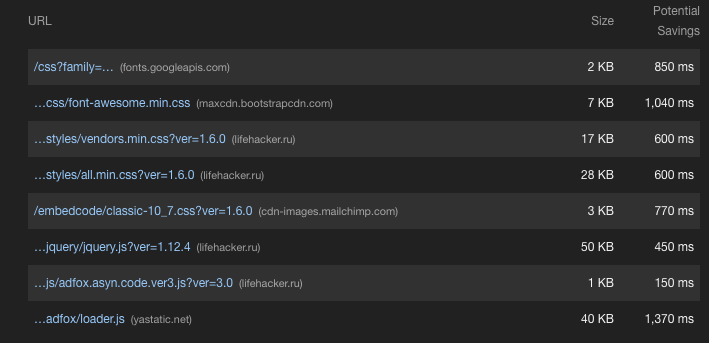 URL Size Potential Savings
/css?family=... (fonts.googleapis.com) 2 KB 850 ms
...css/font-awesome.min.css (maxcdn.bootstrapcdn.com) 7 KB 1,040 ms
...styles/vendors.min.css?ver=1.6.0 (lifehacker.ru) 17 KB 600 ms
...styles/all.min.css?ver=1.6.0 (lifehacker.ru) 28 KB 600 ms
/embedcode/classic-10_7.css?ver=1.6.0 (cdn-images.mailchimp.com) 3 KB 770 ms
...jquery/jquery.js?ver=1.12.4 (lifehacker.ru) 50 KB 450 ms
...js/adfox.asyn.code.ver3.js?ver=3.0 (lifehacker.ru) 1 KB 150 ms
...adfox/loader.js (yastatic.net) 40 KB 1,370 ms